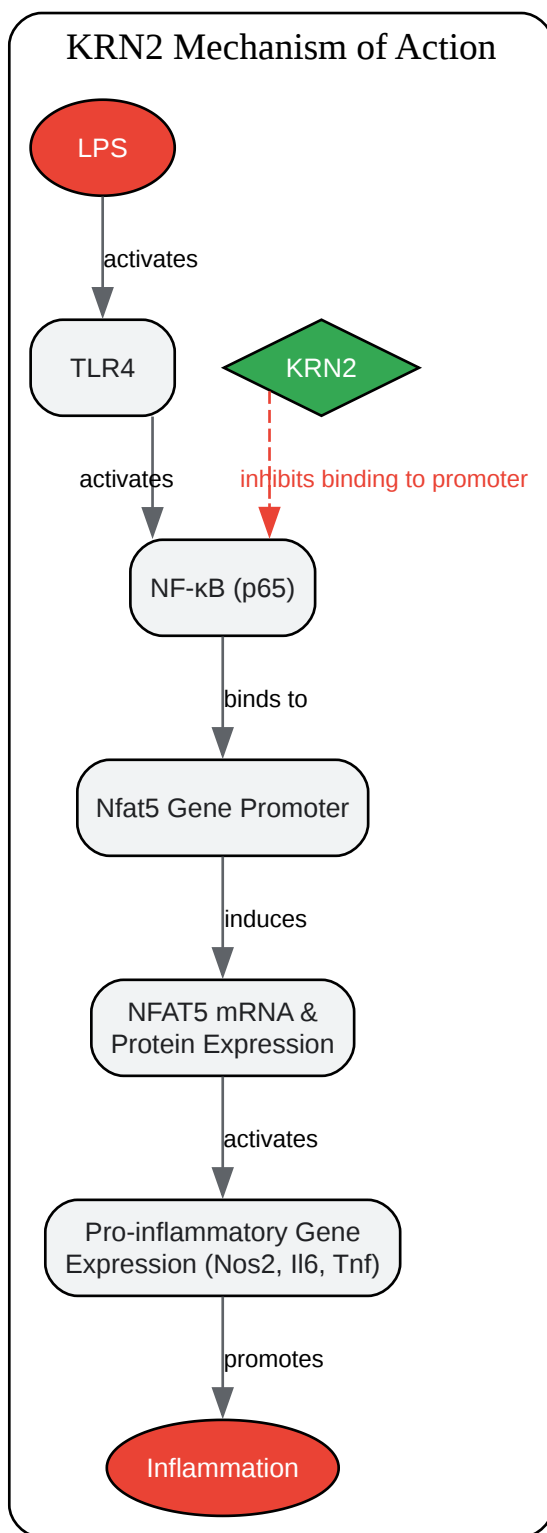 KRN2 Mechanism of Action
LPS
activates
TLR4
KRN2
activates
inhibits binding to promoter
NF-κB (p65)
binds to
Nfat5 Gene Promoter
induces
NFAT5 mRNA &
Protein Expression
activates
Pro-inflammatory Gene
Expression (Nos2, Il6, Tnf)
promotes
Inflammation